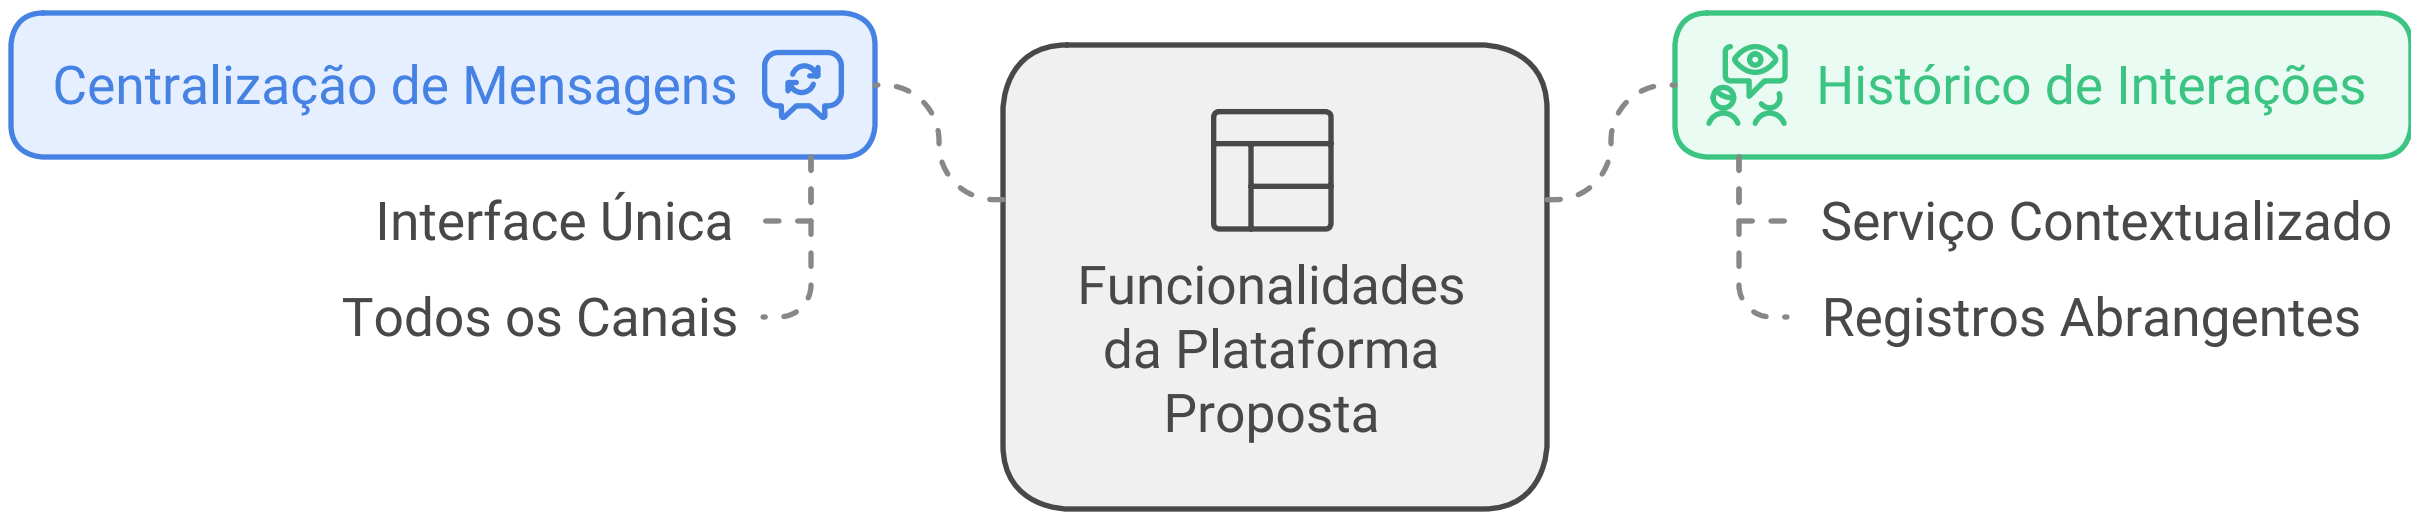 Centralização de Mensagens
Interface Única
Todos os Canais
Funcionalidades
da Plataforma
Proposta
Histórico de Interações
Serviço Contextualizado
Registros Abrangentes